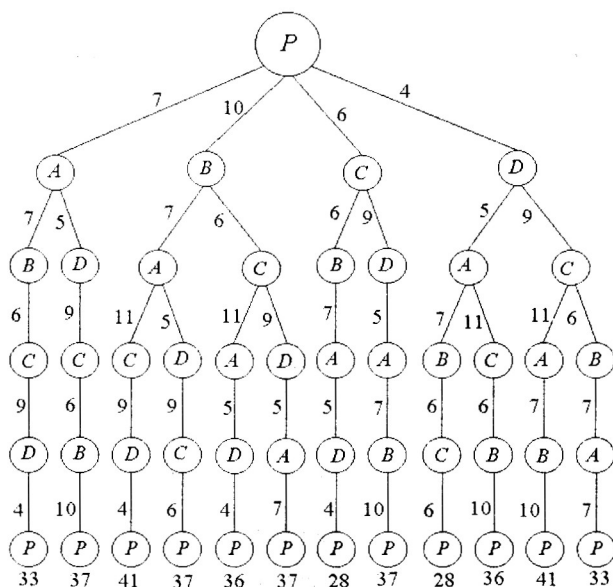 P
7 10 6 4
A B C D
7 5 7 6 6 9 5 9
B D A C B D A C
6 9 11 5 11 9 7 5 7 11 11 6
C C C D A D A A B C A B
9 6 9 9 5 5 5 7 6 6 7 7
D B D C D A D B C B B A
4 10 4 6 4 7 4 10 6 10 10 7
P P P P P P P P P P P P
33 37 41 37 36 37 28 37 28 36 41 33